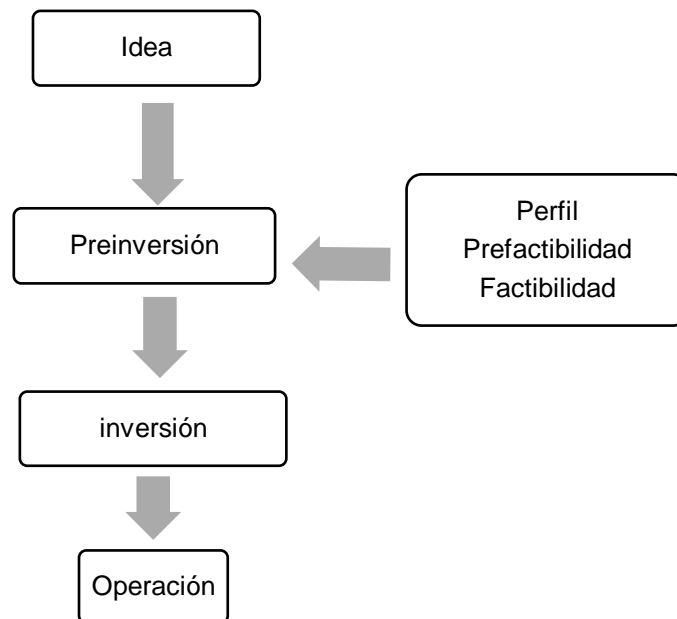 Idea
Preinversión
Perfil
Prefactibilidad
Factibilidad
inversión
Operación